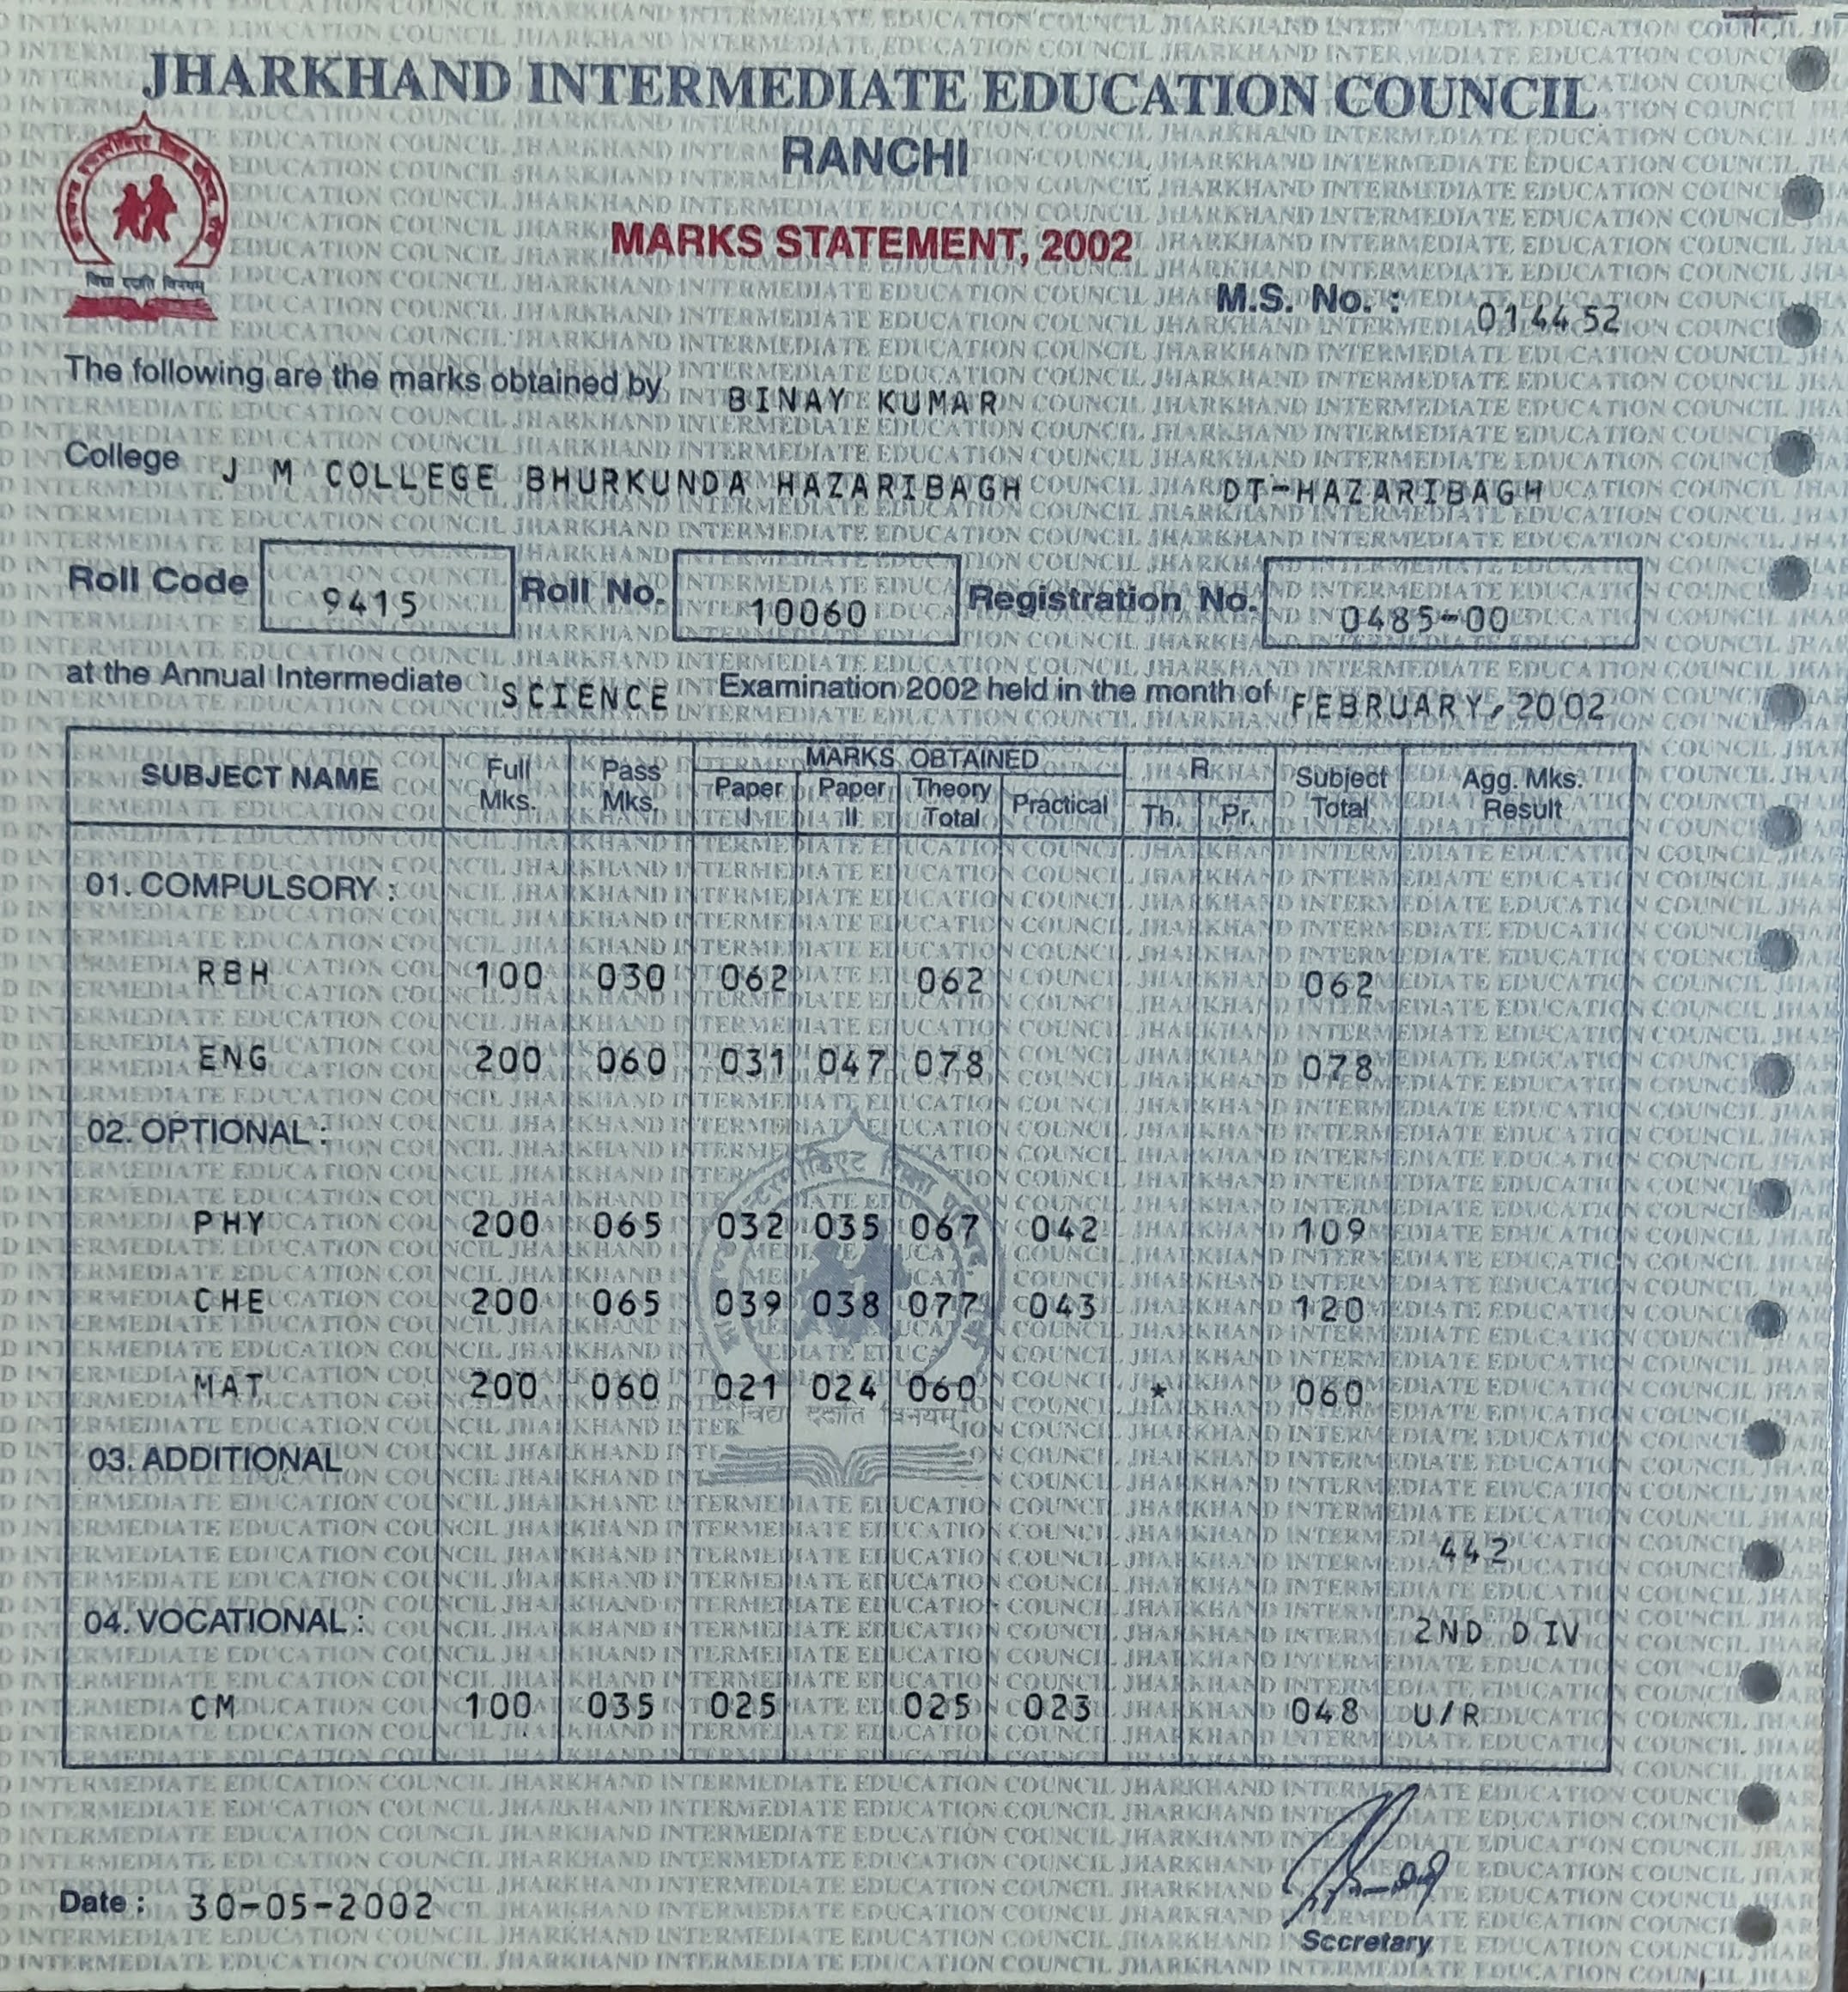 JHARKHAND INTERMEDIATE EDUCATION COUNCIL
RANCHI
MARKS STATEMENT, 2002
विद्या ददाति विनयम्
M.S. No. : 014452
The following are the marks obtained by BINAY KUMAR
College J M COLLEGE BHURKUNDA HAZARIBAGH DT-HAZARIBAGH
Roll Code 9415 Roll No. 10060 Registration No. 0485-00
at the Annual Intermediate SCIENCE Examination 2002 held in the month of FEBRUARY, 2002
SUBJECT NAME Full Mks. Pass Mks. MARKS OBTAINED Paper I Paper II Theory Total Practical R Th. Pr. Subject Total Agg. Mks. Result
01. COMPULSORY :
RBH 100 030 062 062 062
ENG 200 060 031 047 078 078
02. OPTIONAL :
PHY 200 065 032 035 067 042 109
CHE 200 065 039 038 077 043 120
MAT 200 060 021 024 060 * 060
विद्या ददाति विनयम्
03. ADDITIONAL
442
04. VOCATIONAL : 2ND DIV
CM 100 035 025 025 023 048 U/R
Date : 30-05-2002
Secretary